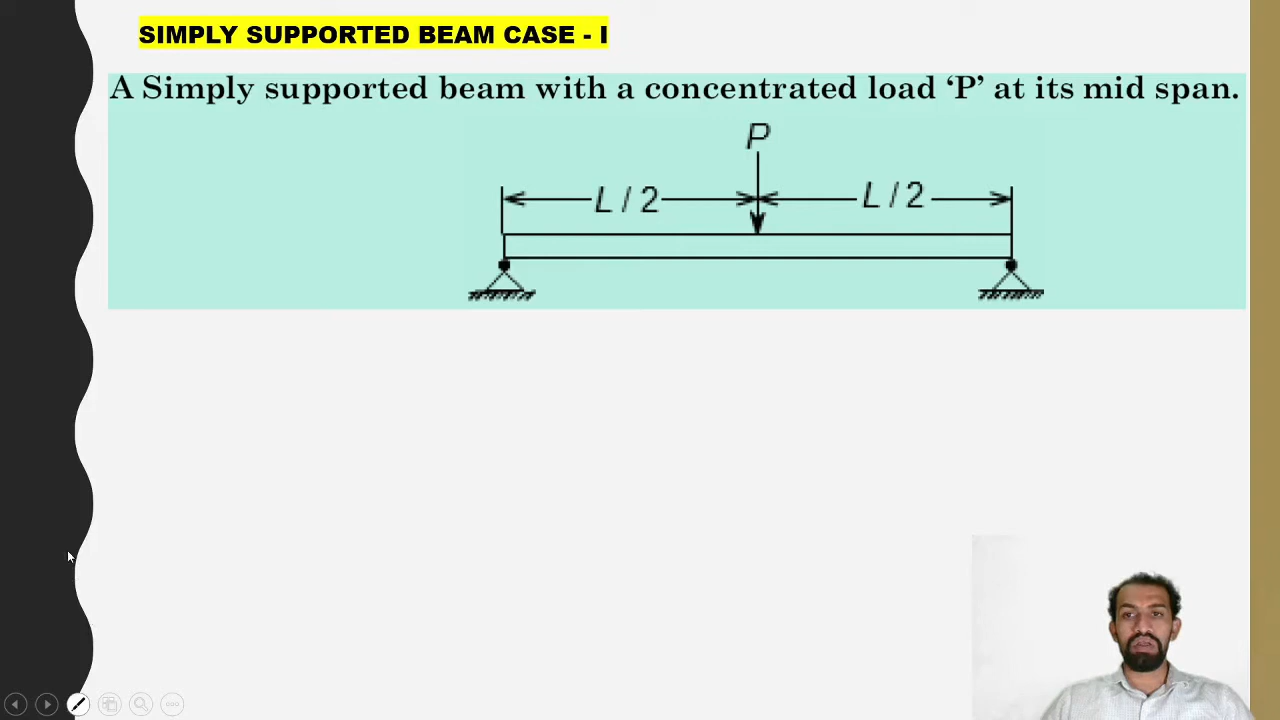 SIMPLY SUPPORTED BEAM CASE - I
A Simply supported beam with a concentrated load ‘P’ at its mid span.
P
L / 2
L / 2